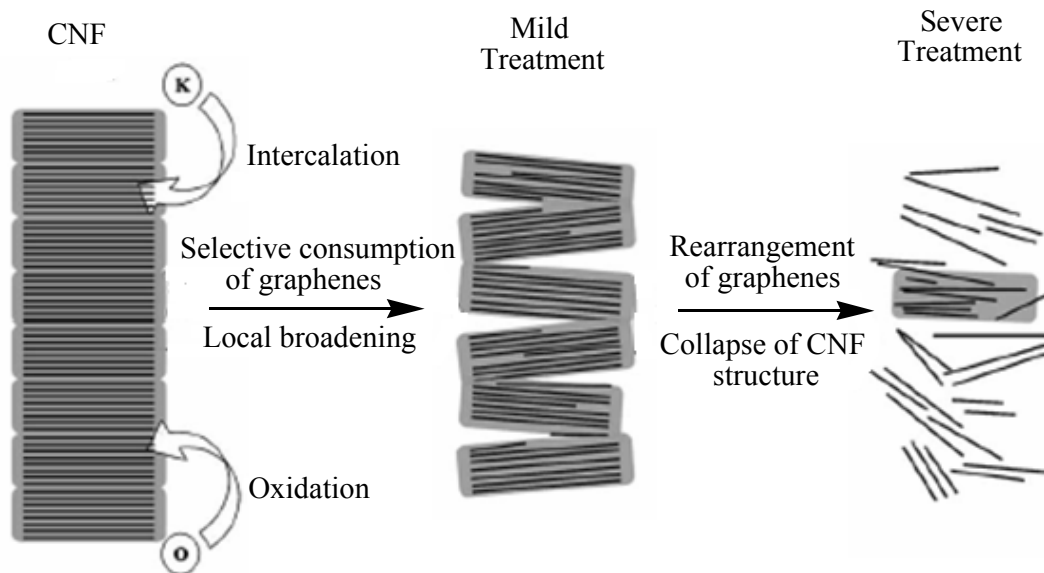 CNF
Mild
Treatment
Severe
Treatment
K
Intercalation
Selective consumption
of graphenes
Local broadening
Rearrangement
of graphenes
Collapse of CNF
structure
Oxidation
O